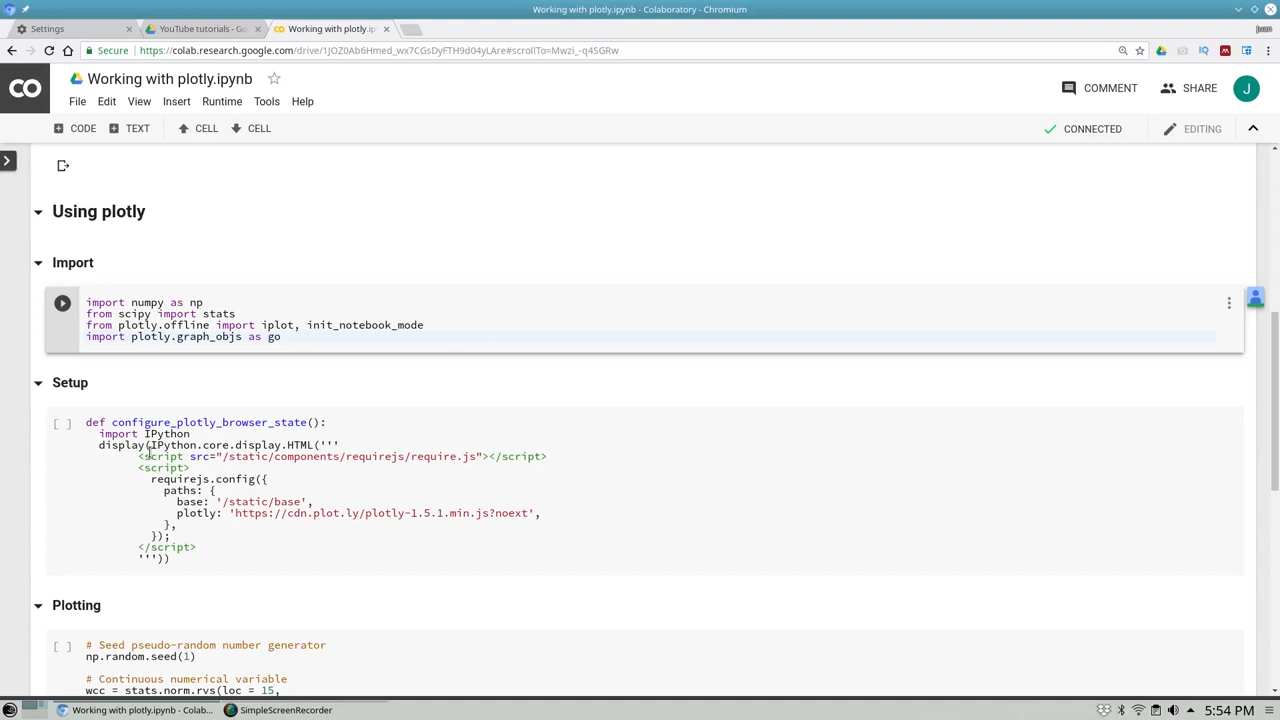 Working with plotly.ipynb - Colaboratory - Chromium
Settings
YouTube tutorials - Go
Working with plotly.ip
juan
Secure
https://colab.research.google.com/drive/1JOZ0Ab6Hmed_wx7CGsDyFTH9d04yLAre#scrollTo=Mwzi_-q4SGRw
CO
Working with plotly.ipynb
COMMENT
SHARE
J
File Edit View Insert Runtime Tools Help
CODE TEXT CELL CELL
CONNECTED
EDITING
Using plotly
Import
import numpy as np
from scipy import stats
from plotly.offline import iplot, init_notebook_mode
import plotly.graph_objs as go
Setup
[ ] def configure_plotly_browser_state():
import IPython
display(IPython.core.display.HTML('''
<script src="/static/components/requirejs/require.js"></script>
<script>
requirejs.config({
paths: {
base: '/static/base',
plotly: 'https://cdn.plot.ly/plotly-1.5.1.min.js?noext',
},
});
</script>
'''))
Plotting
[ ] # Seed pseudo-random number generator
np.random.seed(1)
# Continuous numerical variable
wcc = stats.norm.rvs(loc = 15,
Working with plotly.ipynb - Colab...
SimpleScreenRecorder
5:54 PM